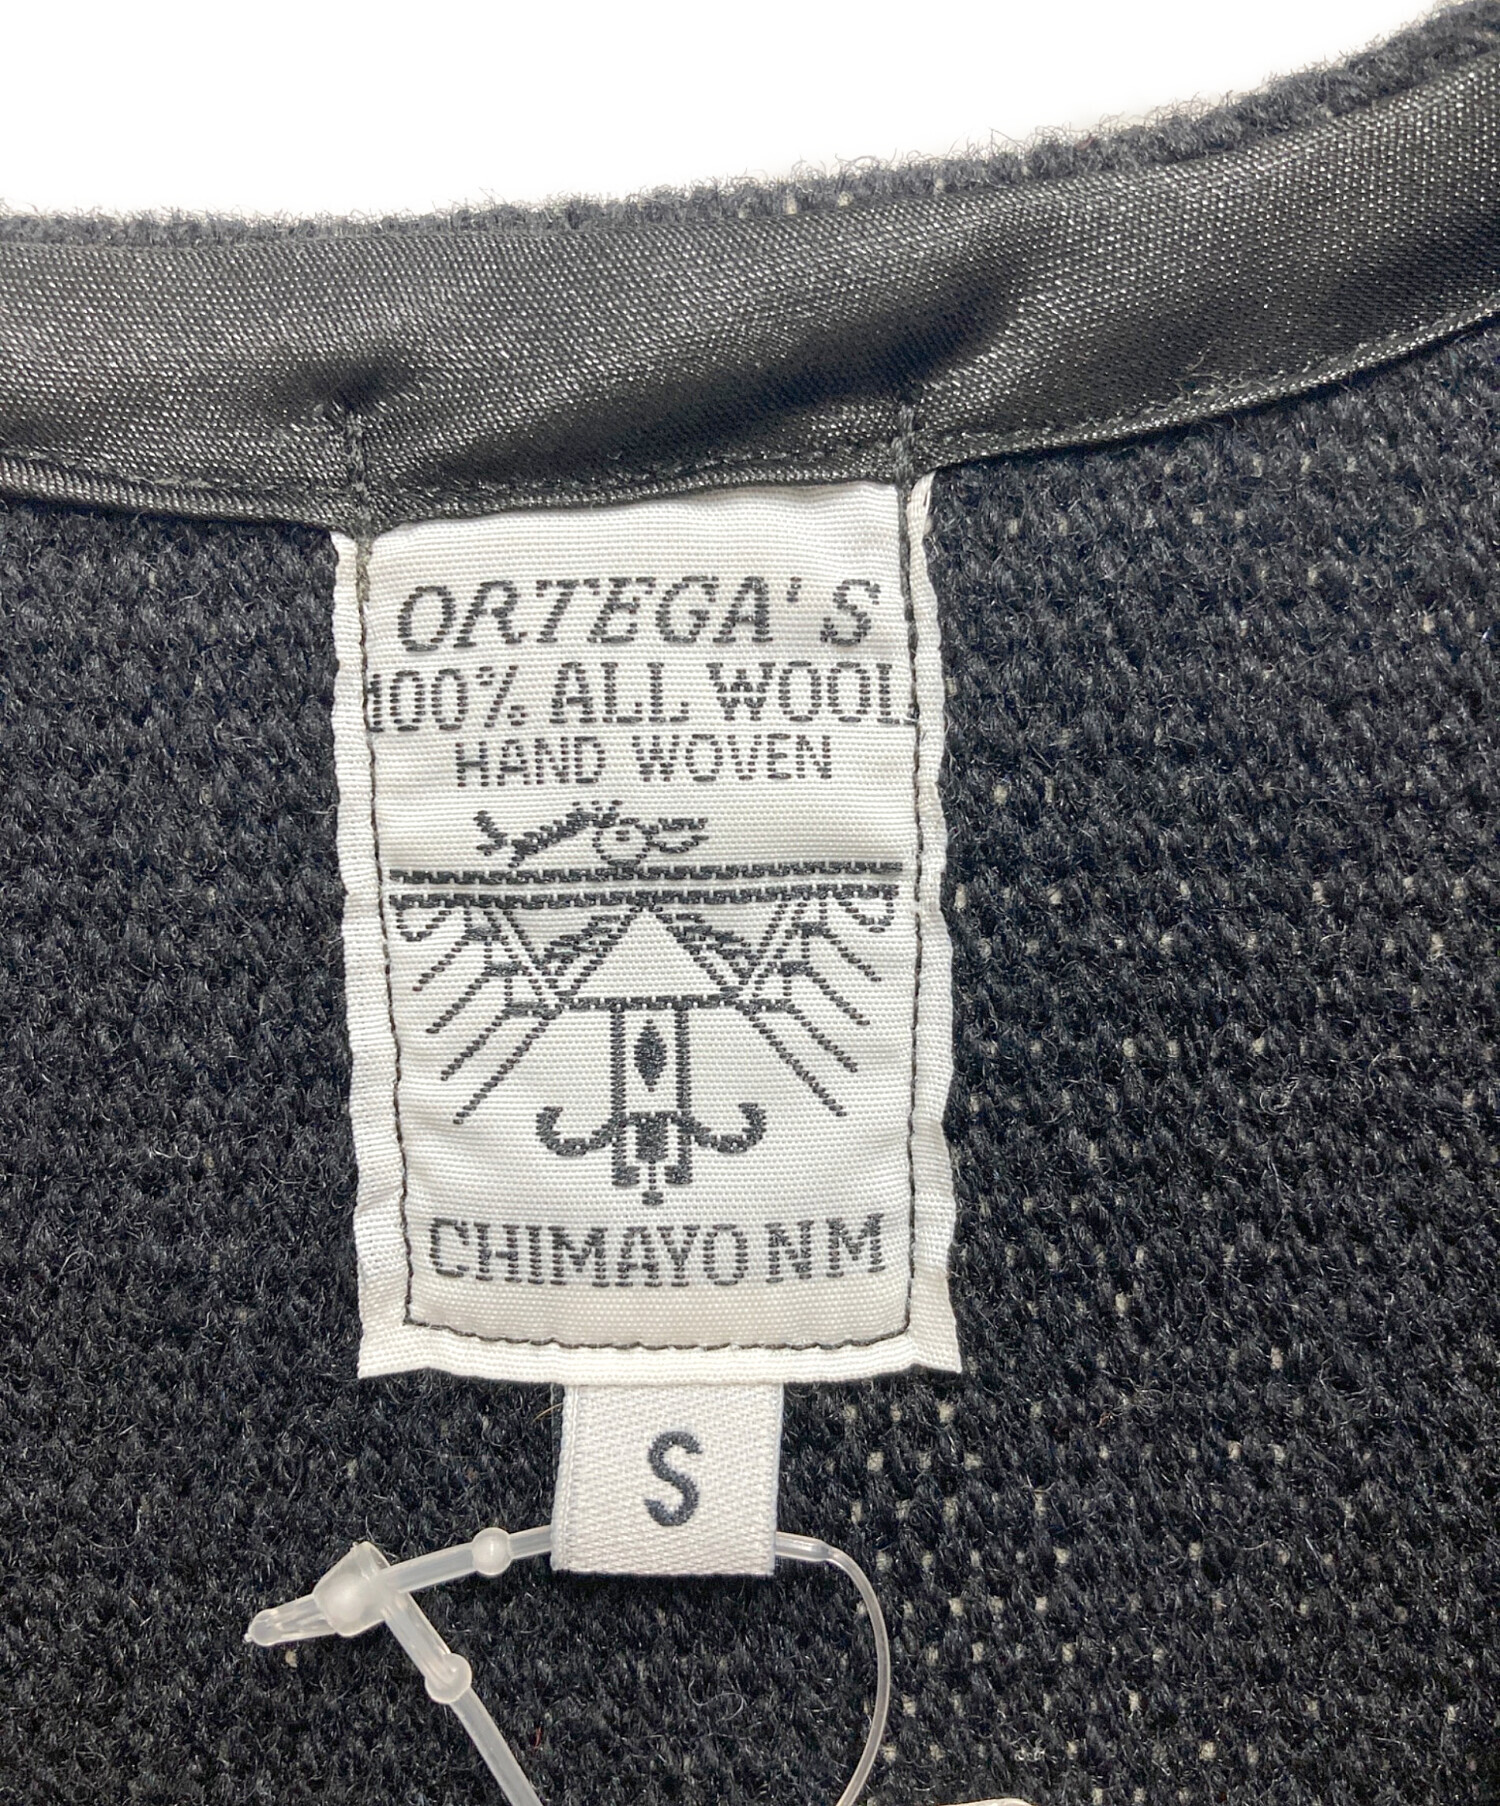 ORTEGA'S
100% ALL WOOL
HAND WOVEN
CHIMAYO NM
S